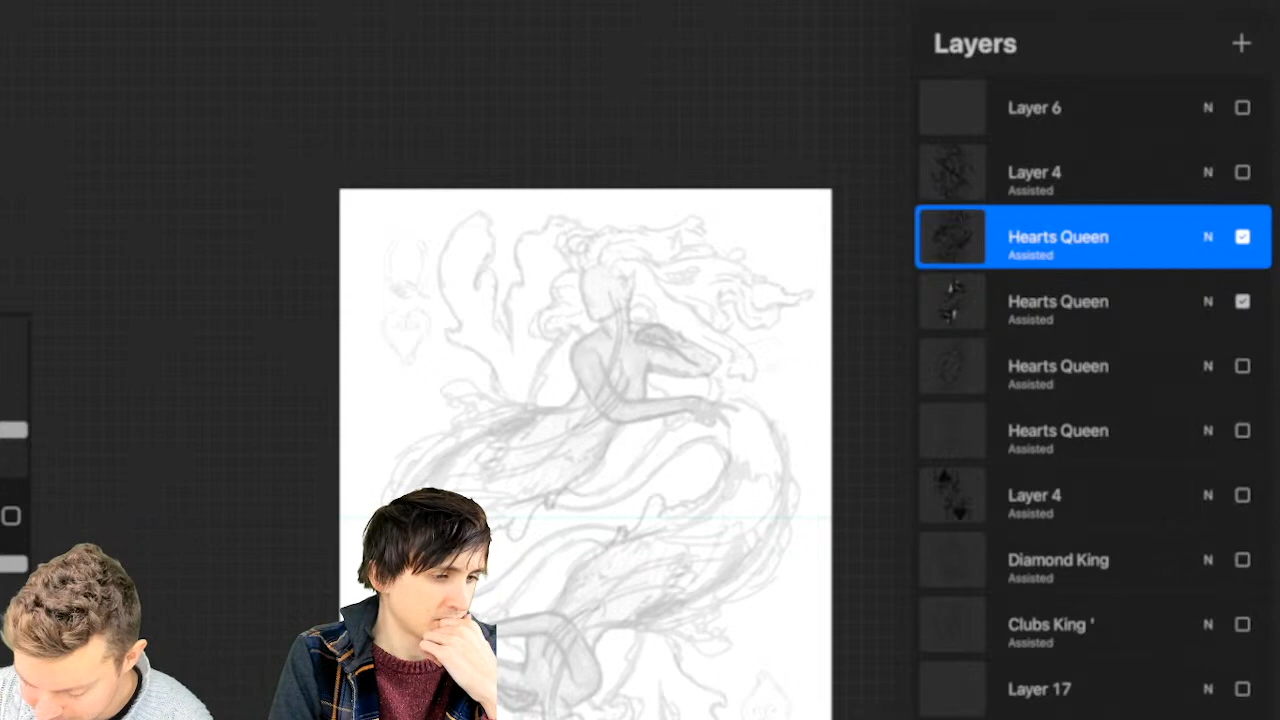 Layers
Layer 6 N
Layer 4 N
Assisted
Hearts Queen N
Assisted
Hearts Queen N
Assisted
Hearts Queen N
Assisted
Hearts Queen N
Assisted
Layer 4 N
Assisted
Diamond King N
Assisted
Clubs King ' N
Assisted
Layer 17 N